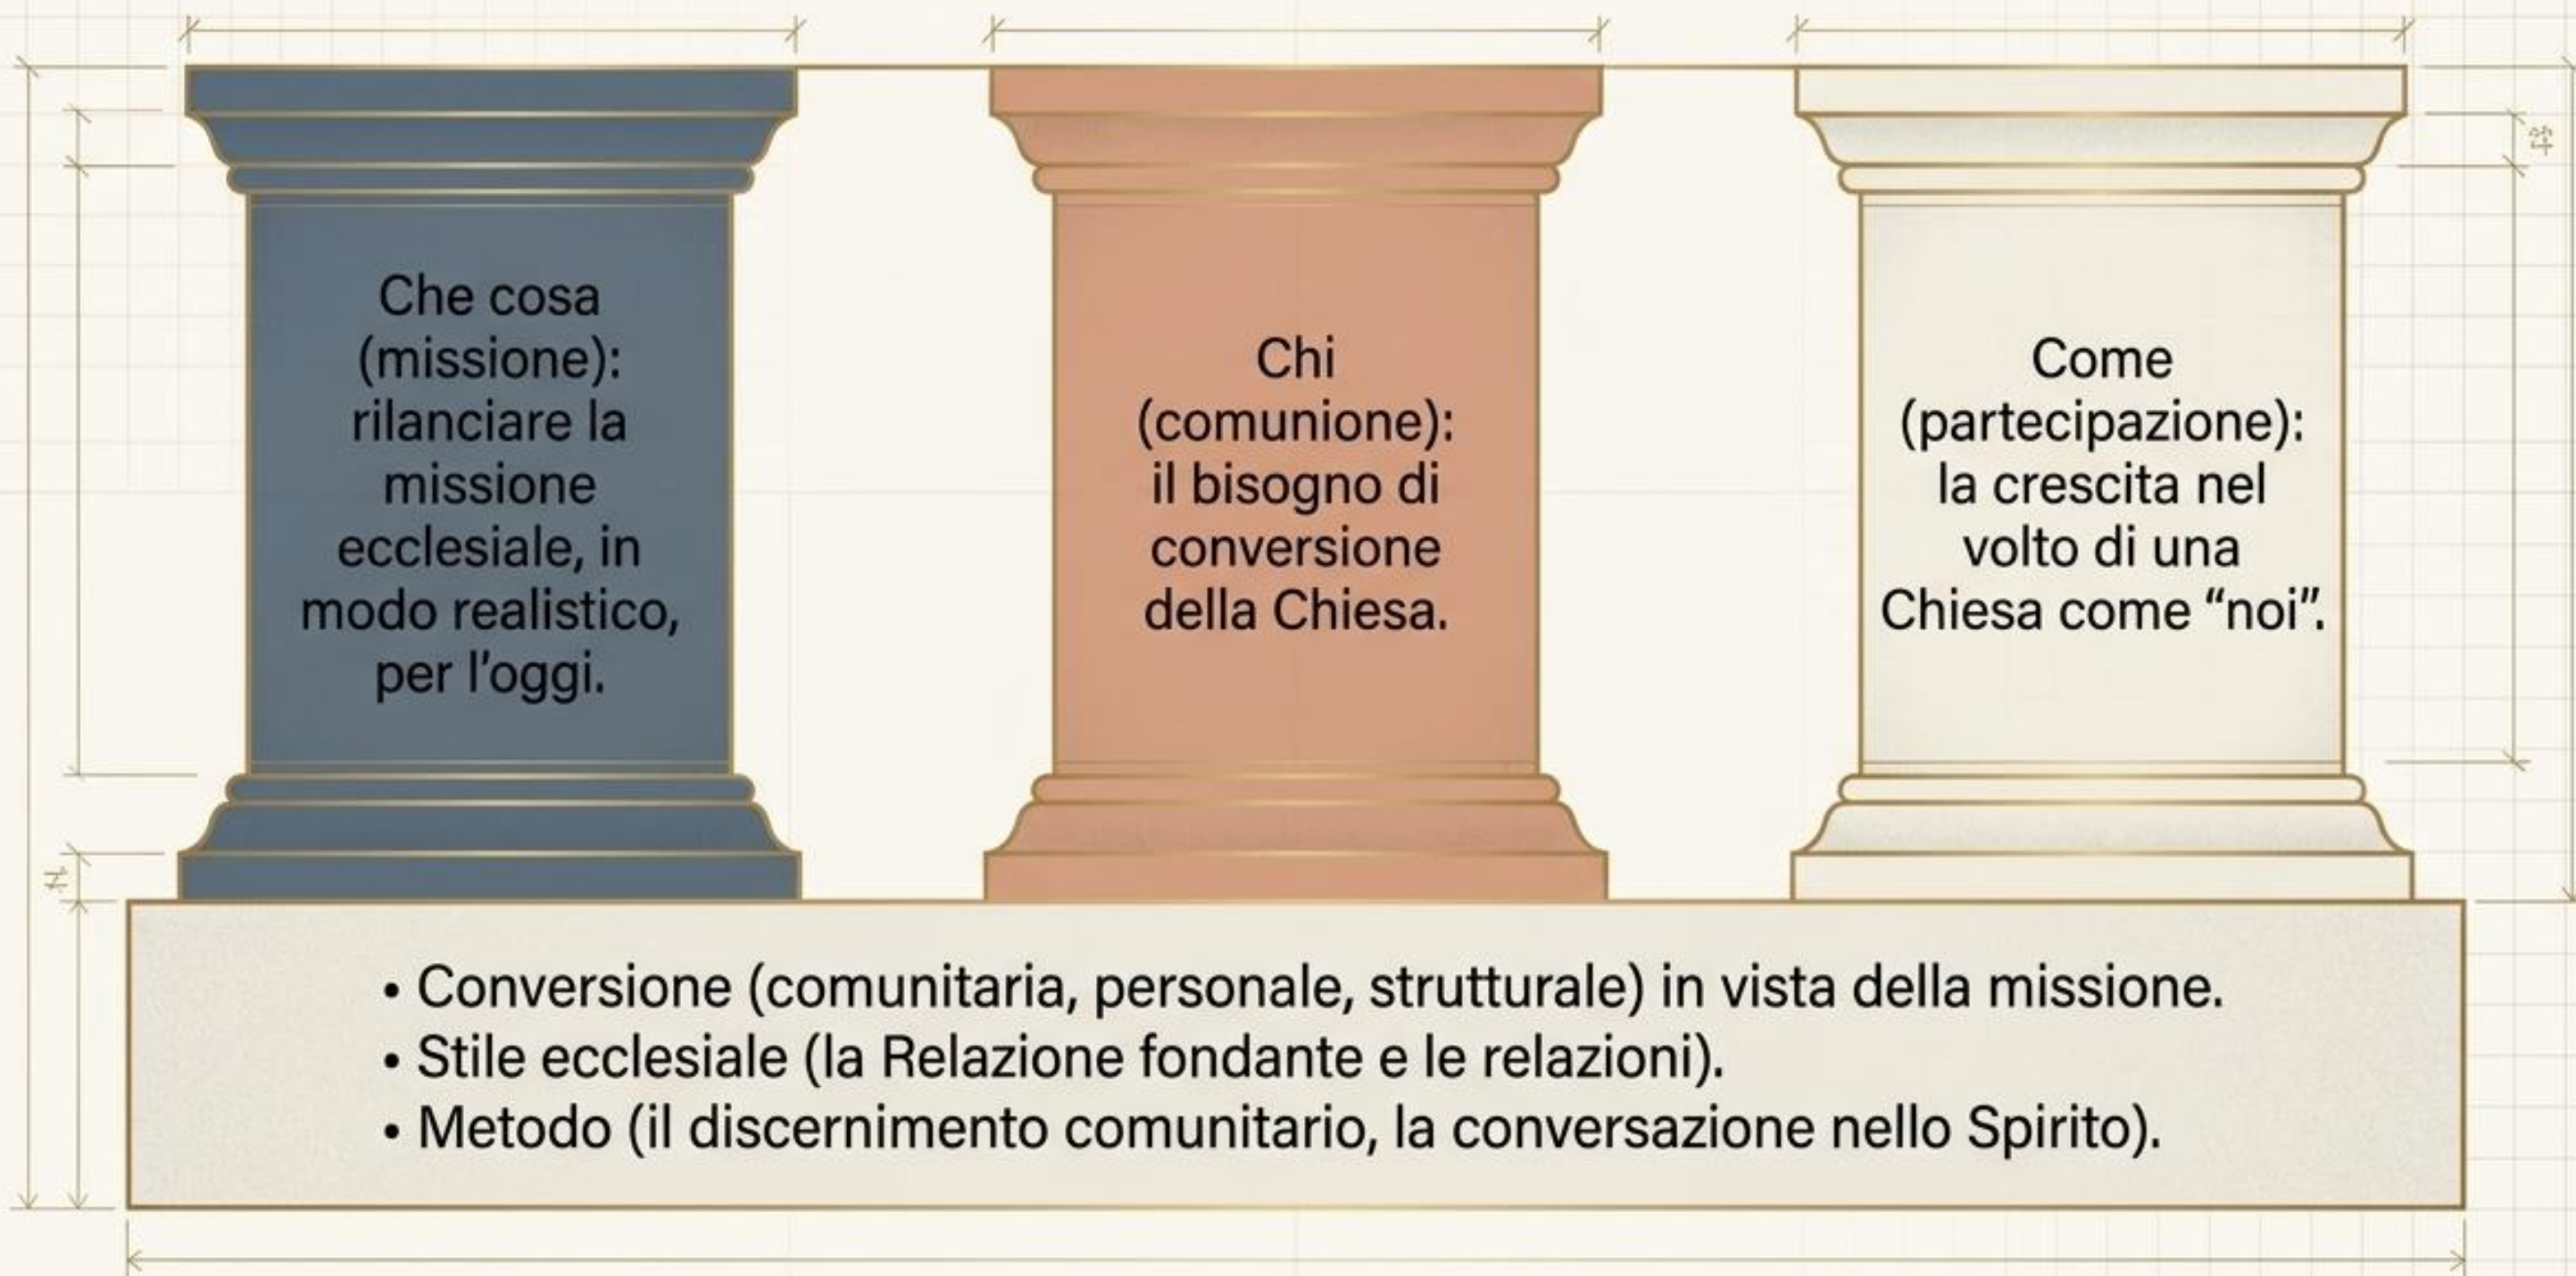 Che cosa
(missione):
rilanciare la
missione
ecclesiale, in
modo realistico,
per l’oggi.
Chi
(comunione):
il bisogno di
conversione
della Chiesa.
Come
(partecipazione):
la crescita nel
volto di una
Chiesa come “noi”.
• Conversione (comunitaria, personale, strutturale) in vista della missione.
• Stile ecclesiale (la Relazione fondante e le relazioni).
• Metodo (il discernimento comunitario, la conversazione nello Spirito).